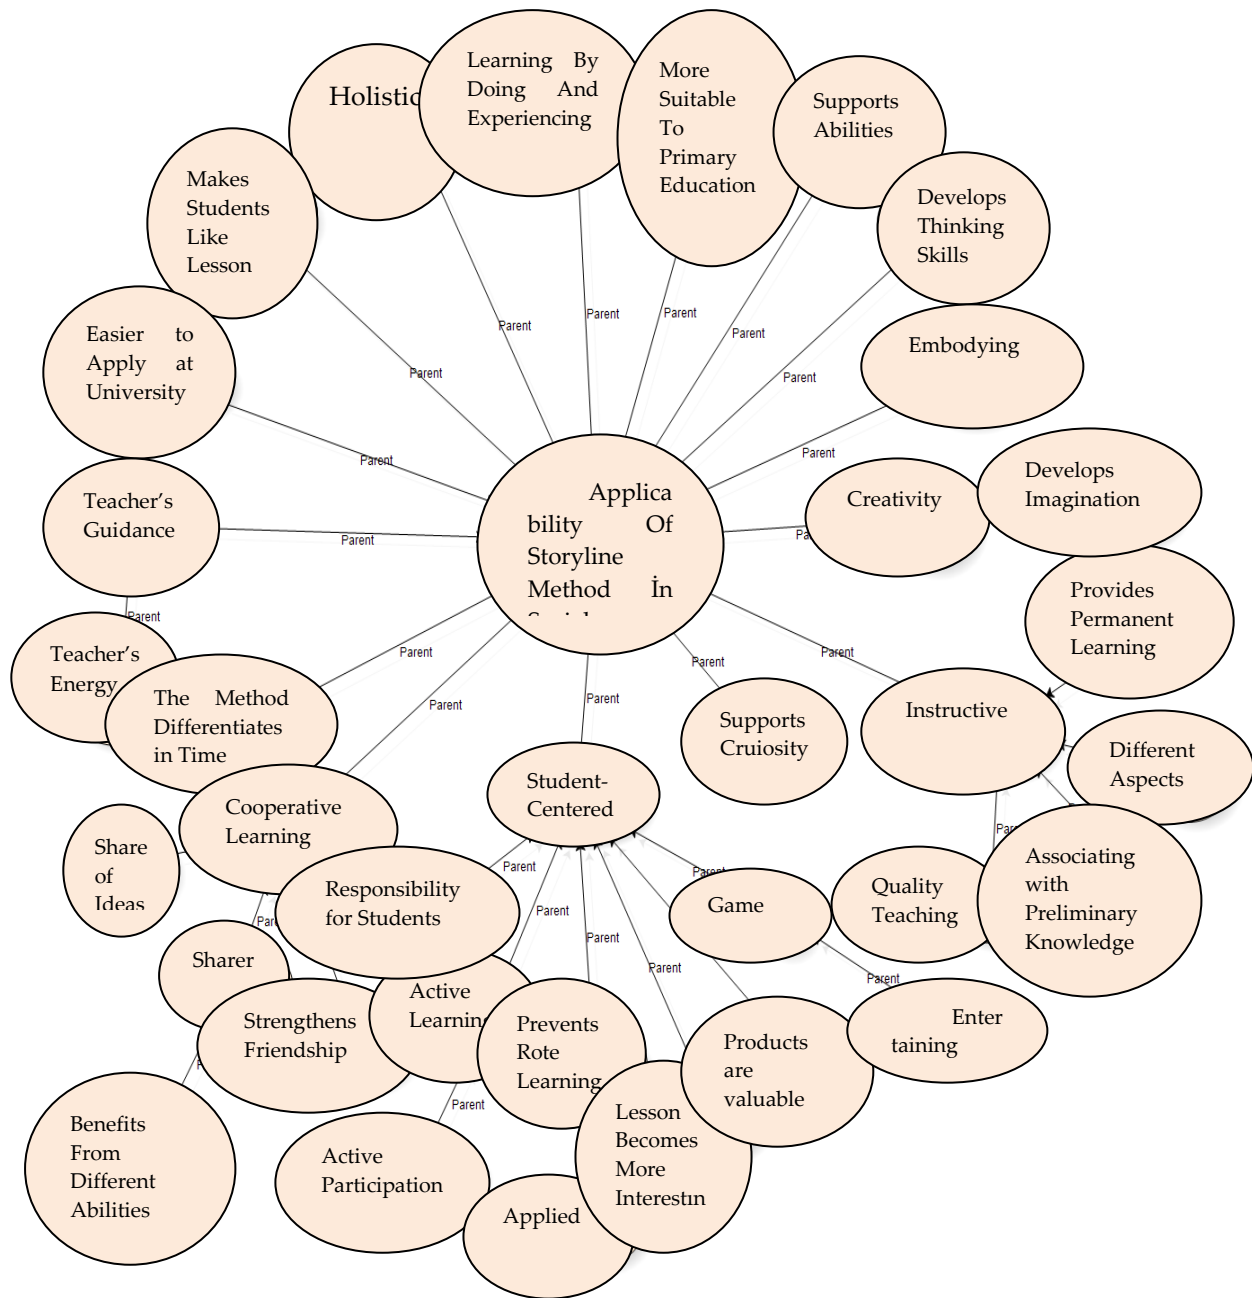 Learning By
Doing And
Experiencing
Holistic
More
Suitable
To
Primary
Education
Supports
Abilities
Makes
Students
Like
Lesson
Develops
Thinking
Skills
Easier to
Apply at
University
Embodying
Parent
Parent
Parent
Parent
Parent
Parent
Parent
Parent
Parent
Teacher's
Guidance
Parent
Applica
bility Of
Storyline
Method İn
Creativity
Develops
Imagination
Provides
Permanent
Learning
Parent
Teacher's
Energy
The Method
Differentiates
in Time
Parent
Parent
Parent
Parent
Parent
Supports
Cruiosity
Instructive
Different
Aspects
Student-
Centered
Cooperative
Learning
Share
of
Ideas
Responsibility
for Students
Parent
Parent
Parent
Parent
Parent
Game
Quality
Teaching
Associating
with
Preliminary
Knowledge
Sharer
Strengthens
Friendship
Active
Learning
Prevents
Rote
Learning
Products
are
valuable
Parent
Enter
taining
Benefits
From
Different
Abilities
Parent
Active
Participation
Applied
Lesson
Becomes
More
Interestin